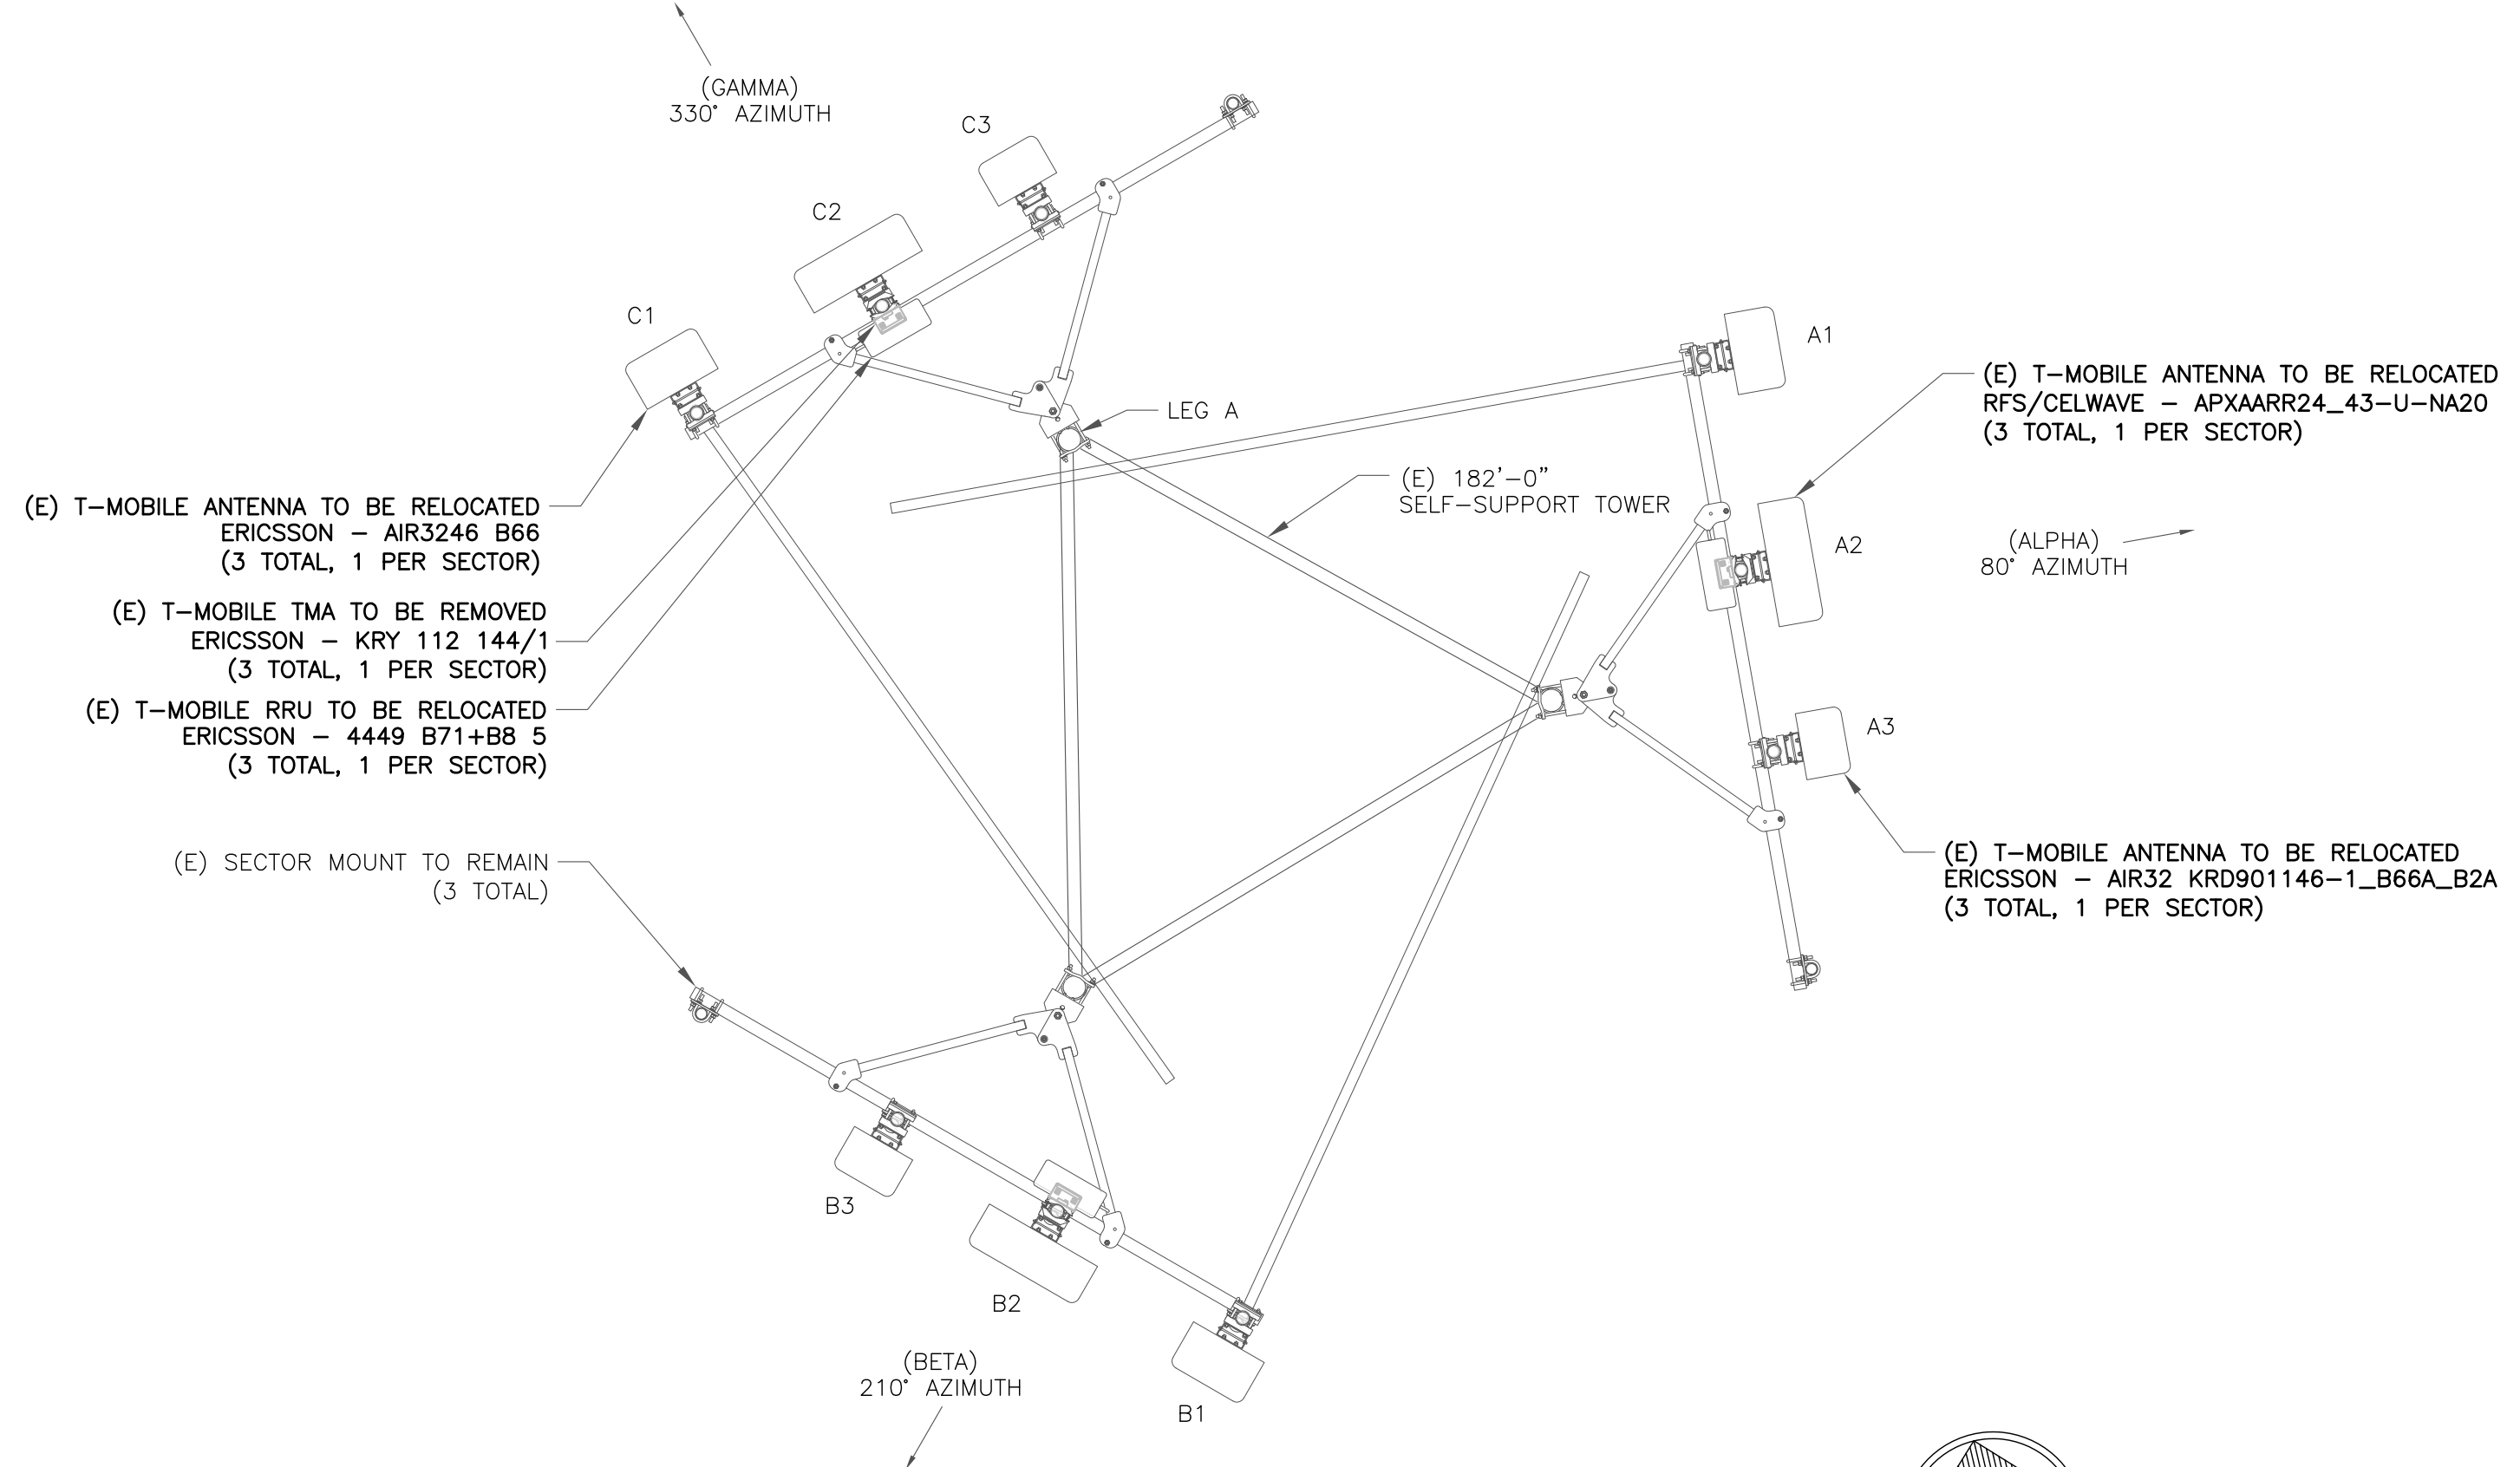 (GAMMA)
330° AZIMUTH
C3
C2
C1
LEG A
A1
(E) T-MOBILE ANTENNA TO BE RELOCATED
RFS/CELWAVE - APXAARR24_43-U-NA20
(3 TOTAL, 1 PER SECTOR)
(E) 182'-0"
SELF-SUPPORT TOWER
(E) T-MOBILE ANTENNA TO BE RELOCATED
ERICSSON - AIR3246 B66
(3 TOTAL, 1 PER SECTOR)
A2
(ALPHA)
80° AZIMUTH
(E) T-MOBILE TMA TO BE REMOVED
ERICSSON - KRY 112 144/1
(3 TOTAL, 1 PER SECTOR)
(E) T-MOBILE RRU TO BE RELOCATED
ERICSSON - 4449 B71+B8 5
(3 TOTAL, 1 PER SECTOR)
A3
(E) SECTOR MOUNT TO REMAIN
(3 TOTAL)
(E) T-MOBILE ANTENNA TO BE RELOCATED
ERICSSON - AIR32 KRD901146-1_B66A_B2A
(3 TOTAL, 1 PER SECTOR)
B3
B2
(BETA)
210° AZIMUTH
B1